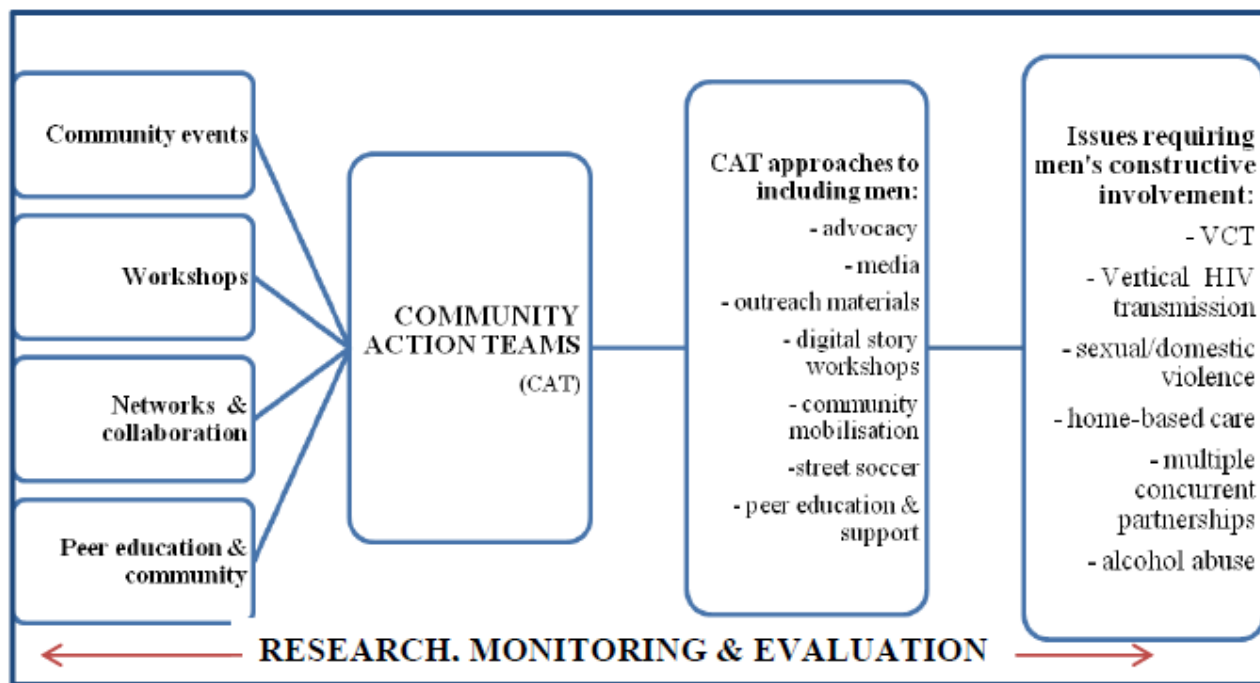 Community events
Workshops
Networks &
collaboration
Peer education &
community
COMMUNITY
ACTION TEAMS
(CAT)
CAT approaches to
including men:
- advocacy
- media
- outreach materials
- digital story
workshops
- community
mobilisation
-street soccer
- peer education &
support
Issues requiring
men's constructive
involvement:
- VCT
- Vertical HIV
transmission
- sexual/domestic
violence
- home-based care
- multiple
concurrent
partnerships
- alcohol abuse
RESEARCH. MONITORING & EVALUATION